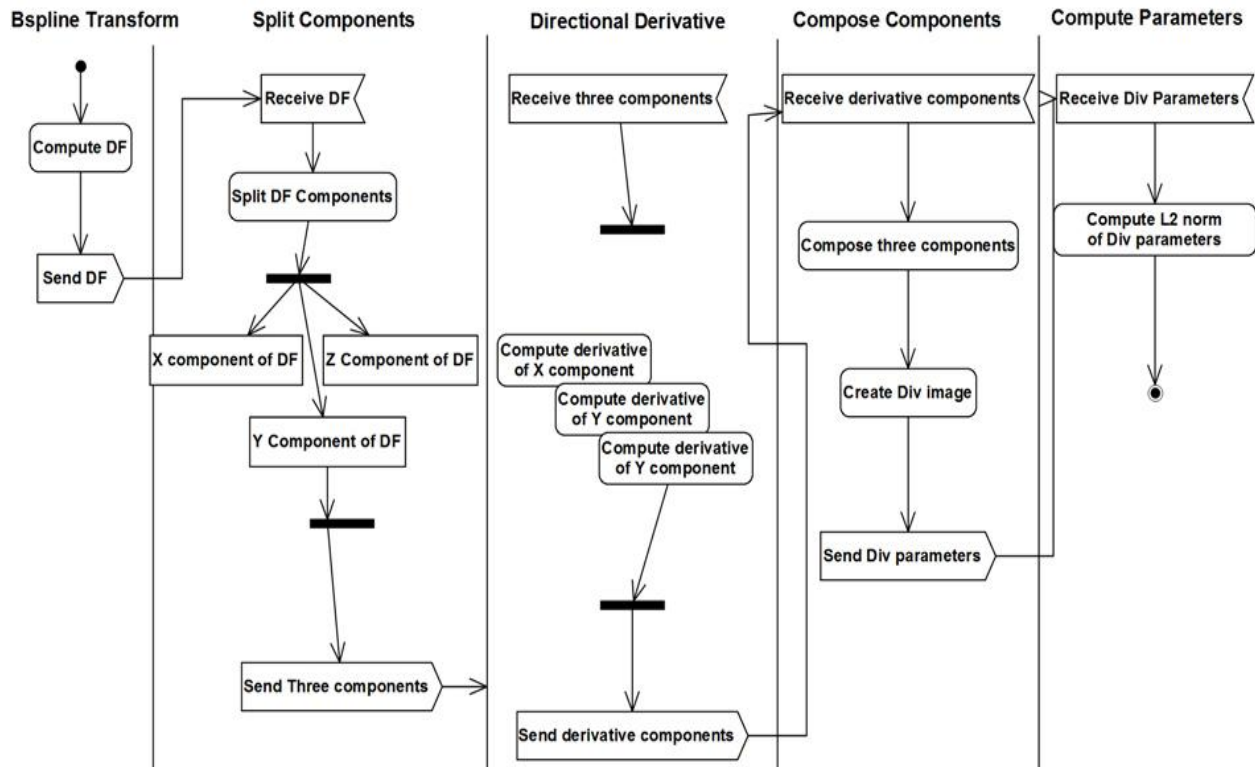 Bspline Transform
Split Components
Directional Derivative
Compose Components
Compute Parameters
Compute DF
Send DF
Receive DF
Split DF Components
X component of DF
Z Component of DF
Y Component of DF
Send Three components
Receive three components
Compute derivative
of X component
Compute derivative
of Y component
Compute derivative
of Y component
Send derivative components
Receive derivative components
Compose three components
Create Div image
Send Div parameters
Receive Div Parameters
Compute L2 norm
of Div parameters